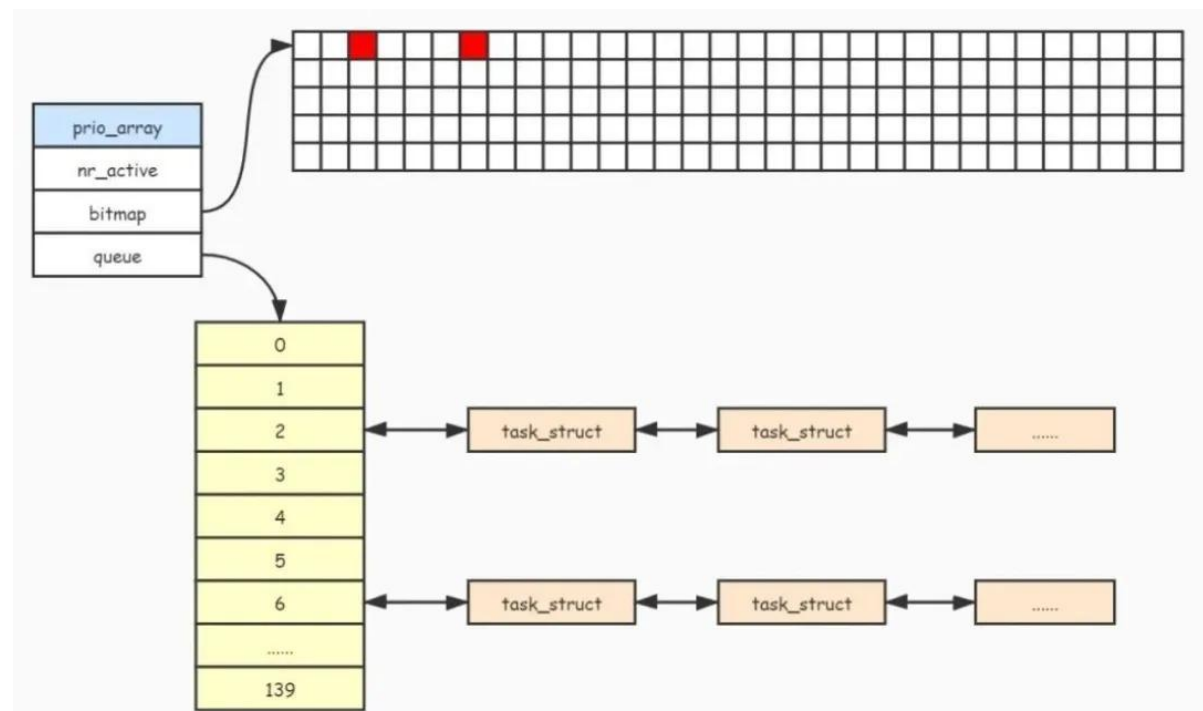 prio_array
nr_active
bitmap
queue
0
1
2
task_struct
task_struct
......
3
4
5
6
task_struct
task_struct
......
......
139